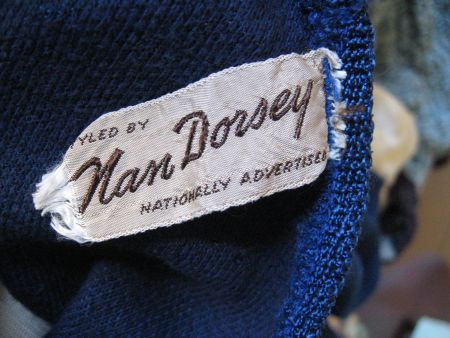 YLED BY
Nan Dorsey
NATIONALLY ADVERTISED